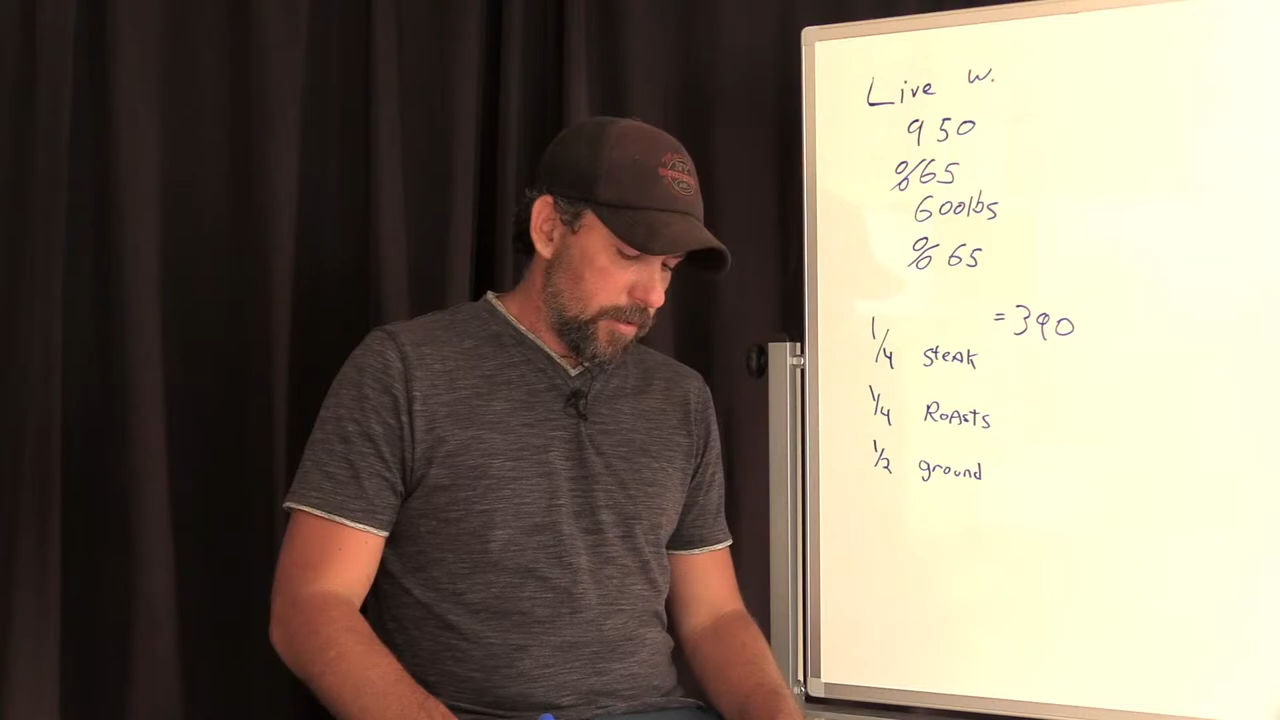 Live W.
950
%65
600lbs
%65
=390
1/4 steak
1/4 Roasts
1/2 ground